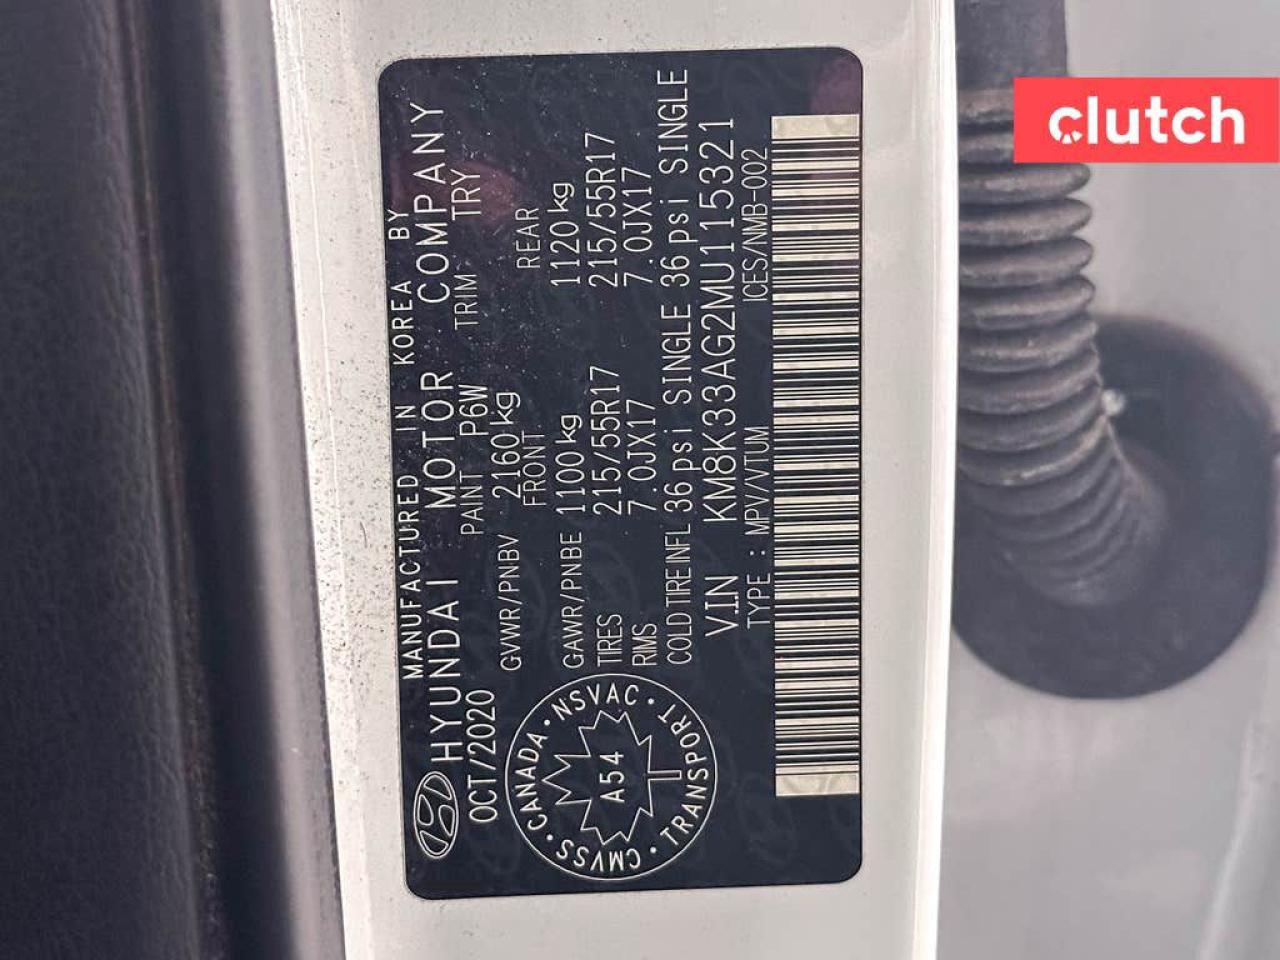 clutch
MANUFACTURED IN KOREA BY
HYUNDAI MOTOR COMPANY
OCT/2020 PAINT P6W TRIM TRY
GVWR/PNBV 2160kg
FRONT REAR
GAWR/PNBE 1100kg 1120kg
TIRES 215/55R17 215/55R17
RIMS 7.0JX17 7.0JX17
COLD TIRE INFL 36 psi SINGLE 36 psi SINGLE
VIN KM8K33AG2MU115321
TYPE : MPV/VTUM ICES/NMB-002
CMVSS · CANADA · NSVAC · TRANSPORT ·
A54